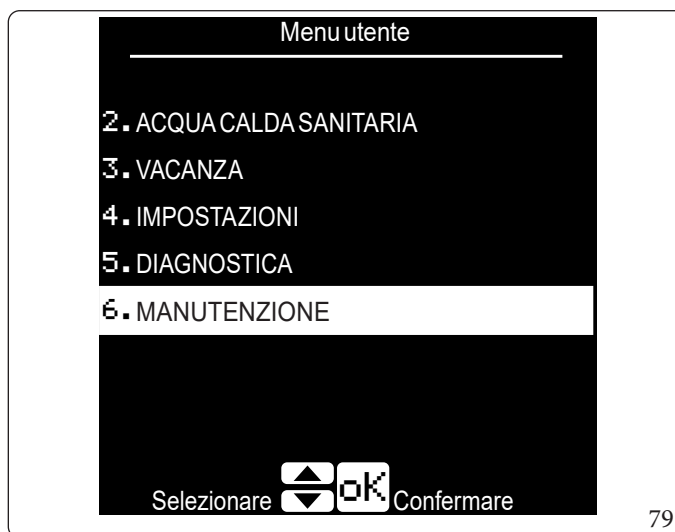 Menu utente
2. ACQUA CALDA SANITARIA
3. VACANZA
4. IMPOSTAZIONI
5. DIAGNOSTICA
6. MANUTENZIONE
Selezionare oK Confermare
79